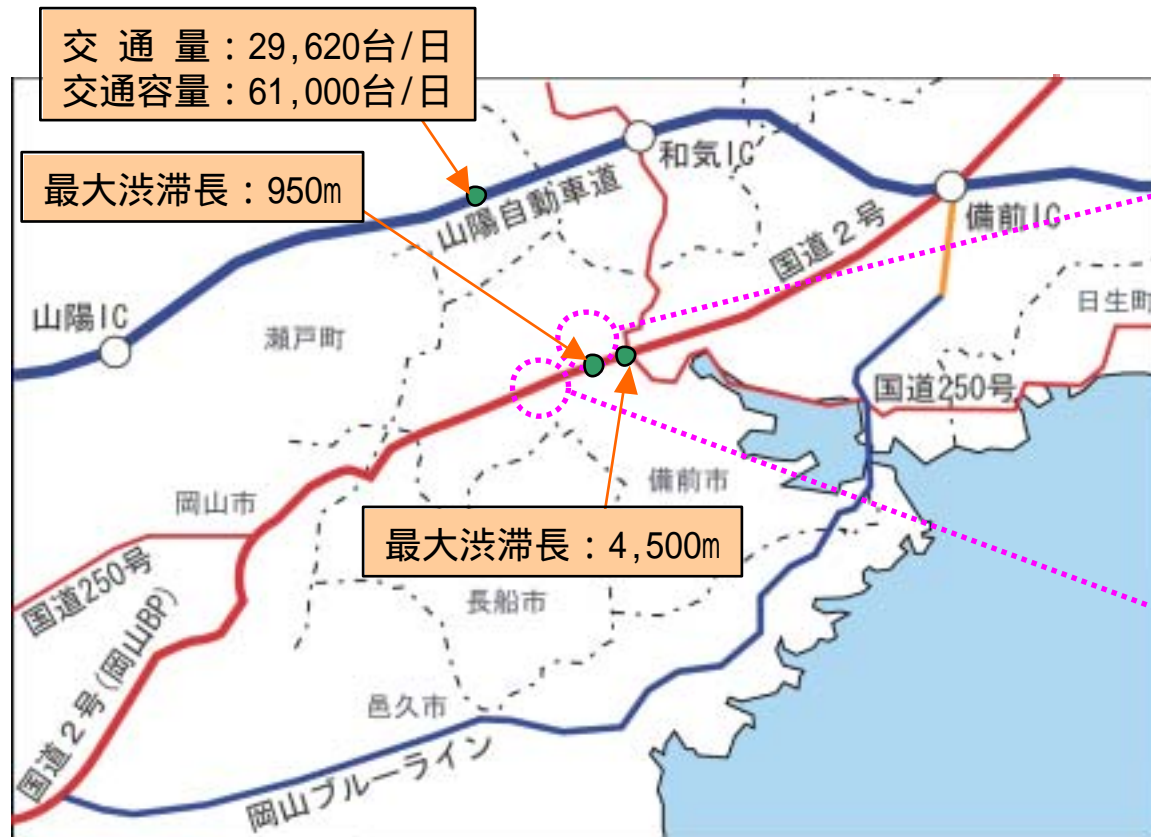 交通量：29,620台/日
交通容量：61,000台/日
最大渋滞長：950m
和気IC
山陽自動車道
国道２号
備前IC
山陽IC
瀬戸町
日生町
国道250号
備前市
岡山市
最大渋滞長：4,500m
国道250号
長船市
国道２号(岡山BP)
邑久市
岡山ブルーライン